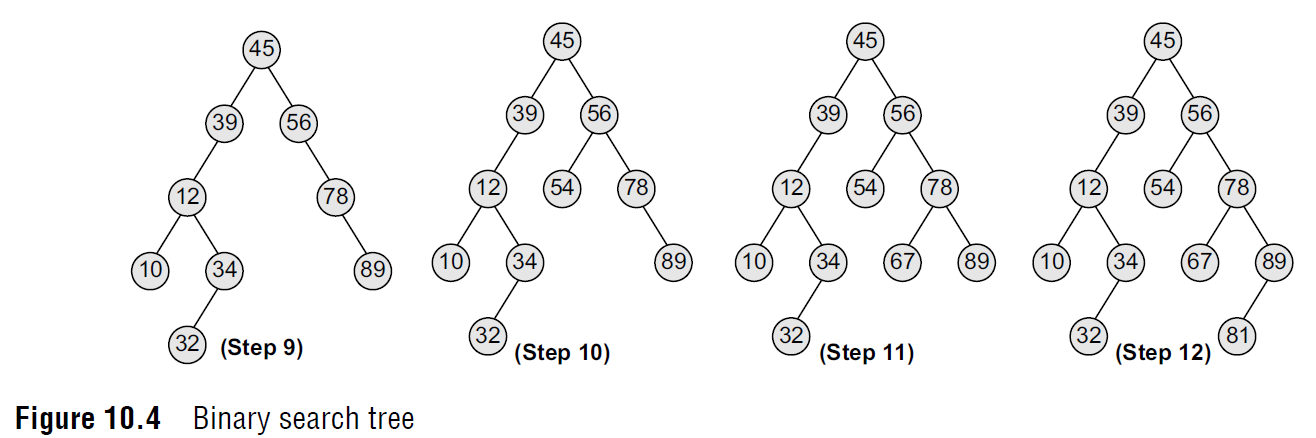 45 45 45 45
39 56 39 56 39 56 39 56
12 78 12 54 78 12 54 78 12 54 78
10 34 89 10 34 89 10 34 67 89 10 34 67 89
32 (Step 9) 32 (Step 10) 32 (Step 11) 32 (Step 12) 81
Figure 10.4 Binary search tree